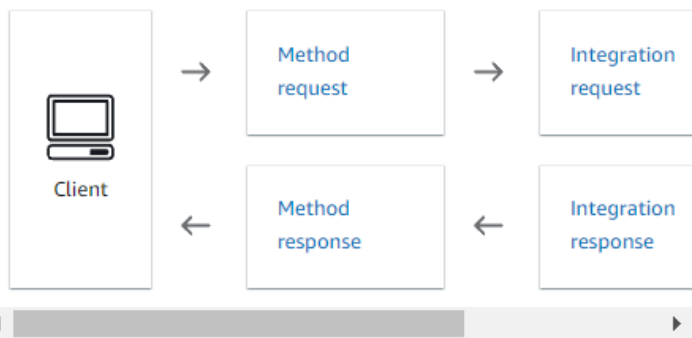 Method
request
Integration
request
Client
Method
response
Integration
response